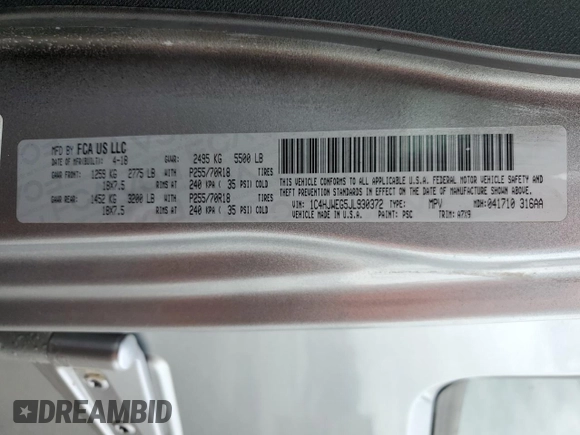 MFD BY FCA US LLC
DATE OF MFR(BUILT): 4-18 GVWR: 2495 KG 5500 LB
GAWR FRONT: 1259 KG 2775 LB WITH P255/70R18 TIRES
18X7.5 RIMS AT 240 KPA ( 35 PSI)COLD
GAWR REAR: 1452 KG 3200 LB WITH P255/70R18 TIRES
18X7.5 RIMS AT 240 KPA ( 35 PSI)COLD
THIS VEHICLE CONFORMS TO ALL APPLICABLE U.S.A. FEDERAL MOTOR VEHICLE SAFETY, BUMPER,
AND THEFT PREVENTION STANDARDS IN EFFECT ON THE DATE OF MANUFACTURE SHOWN ABOVE.
VIN: 1C4HJWEG5JL930372 TYPE: MPV MDH:041710 316AA
VEHICLE MADE IN U.S.A. PAINT: PSC TRIM: A7X9
DREAMBID